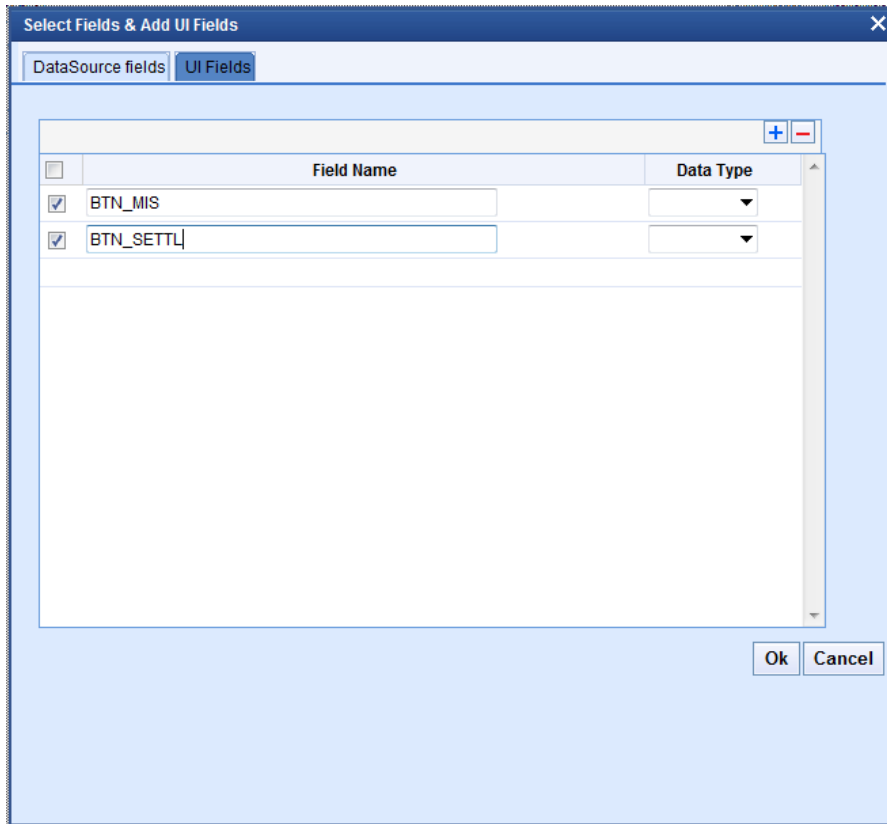 Select Fields & Add UI Fields
DataSource fields UI Fields
Field Name Data Type
BTN_MIS
BTN_SETTL
Ok Cancel